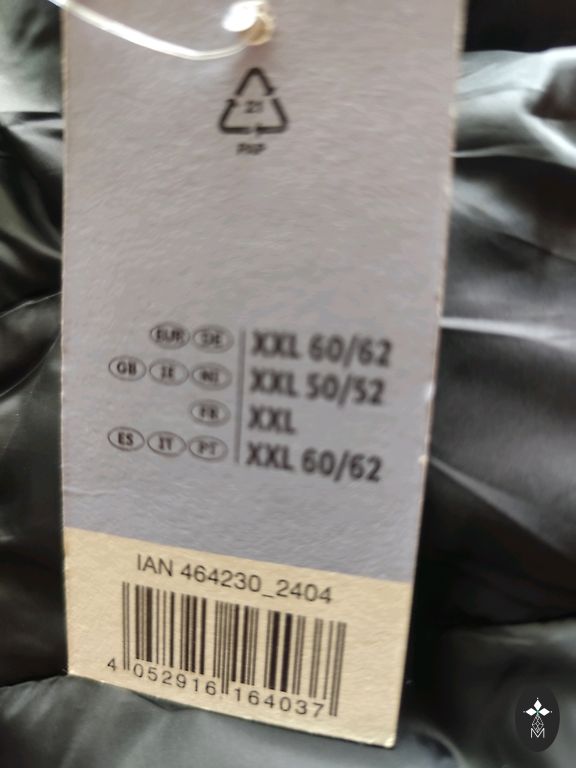 21
PAP
EUR DE XXL 60/62
GB IE NI XXL 50/52
FR XXL
ES IT PT XXL 60/62
IAN 464230_2404
4 052916 164037
M